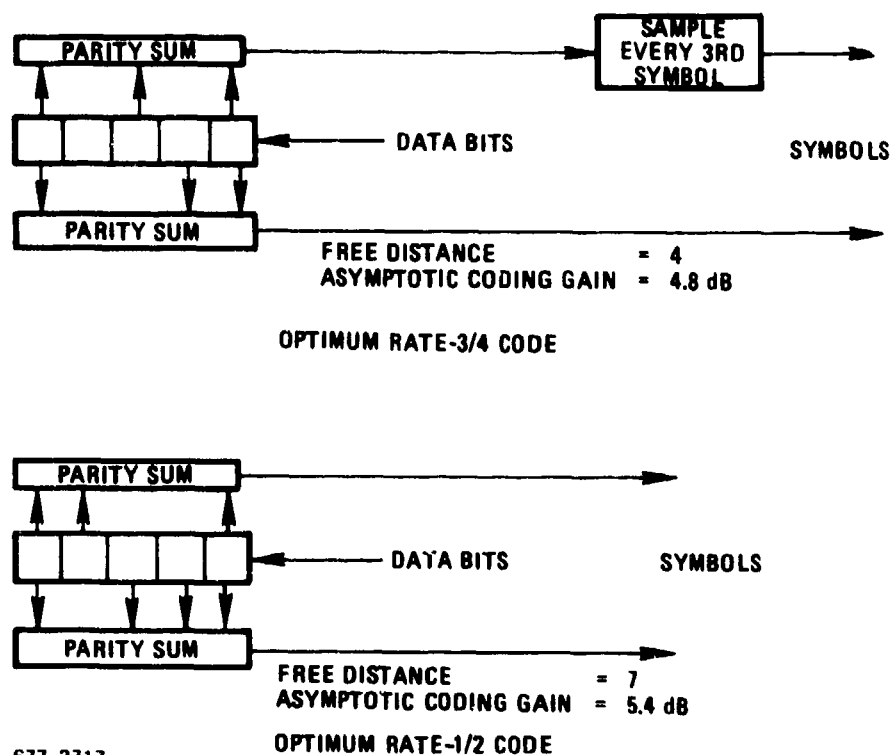 PARITY SUM
SAMPLE
EVERY 3RD
SYMBOL
DATA BITS
SYMBOLS
PARITY SUM
FREE DISTANCE = 4
ASYMPTOTIC CODING GAIN = 4.8 dB
OPTIMUM RATE-3/4 CODE
PARITY SUM
DATA BITS
SYMBOLS
PARITY SUM
FREE DISTANCE = 7
ASYMPTOTIC CODING GAIN = 5.4 dB
OPTIMUM RATE-1/2 CODE